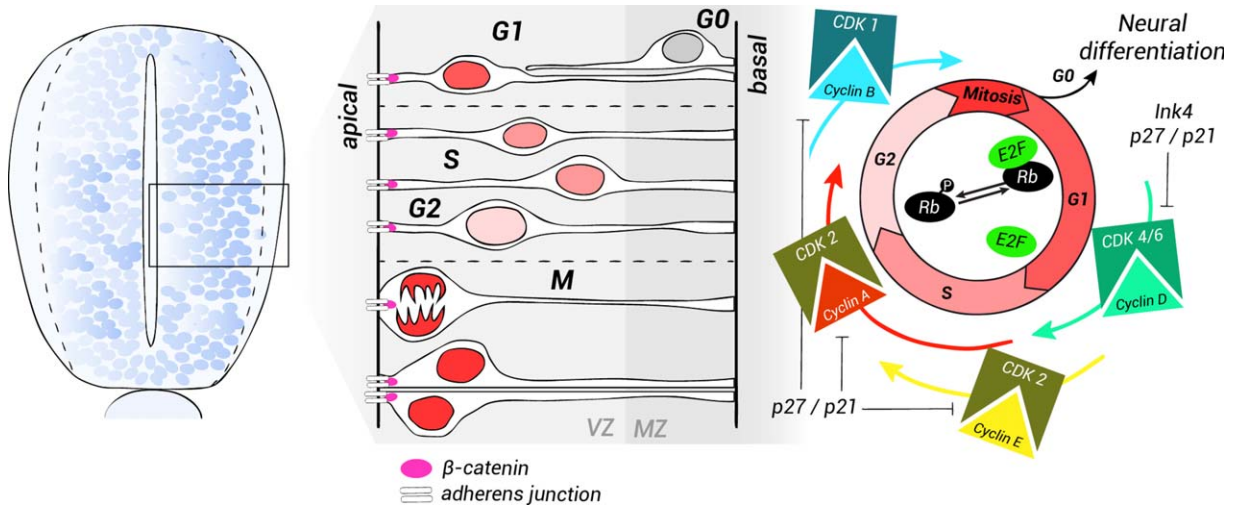 apical
G1
G0
S
G2
M
VZ
MZ
basal
β-catenin
adherens junction
CDK 1
Cyclin B
Neural
differentiation
G0
Ink4
p27 / p21
Mitosis
G2
G1
S
E2F
Rb
P
Rb
E2F
CDK 4/6
Cyclin D
CDK 2
Cyclin A
CDK 2
Cyclin E
p27 / p21